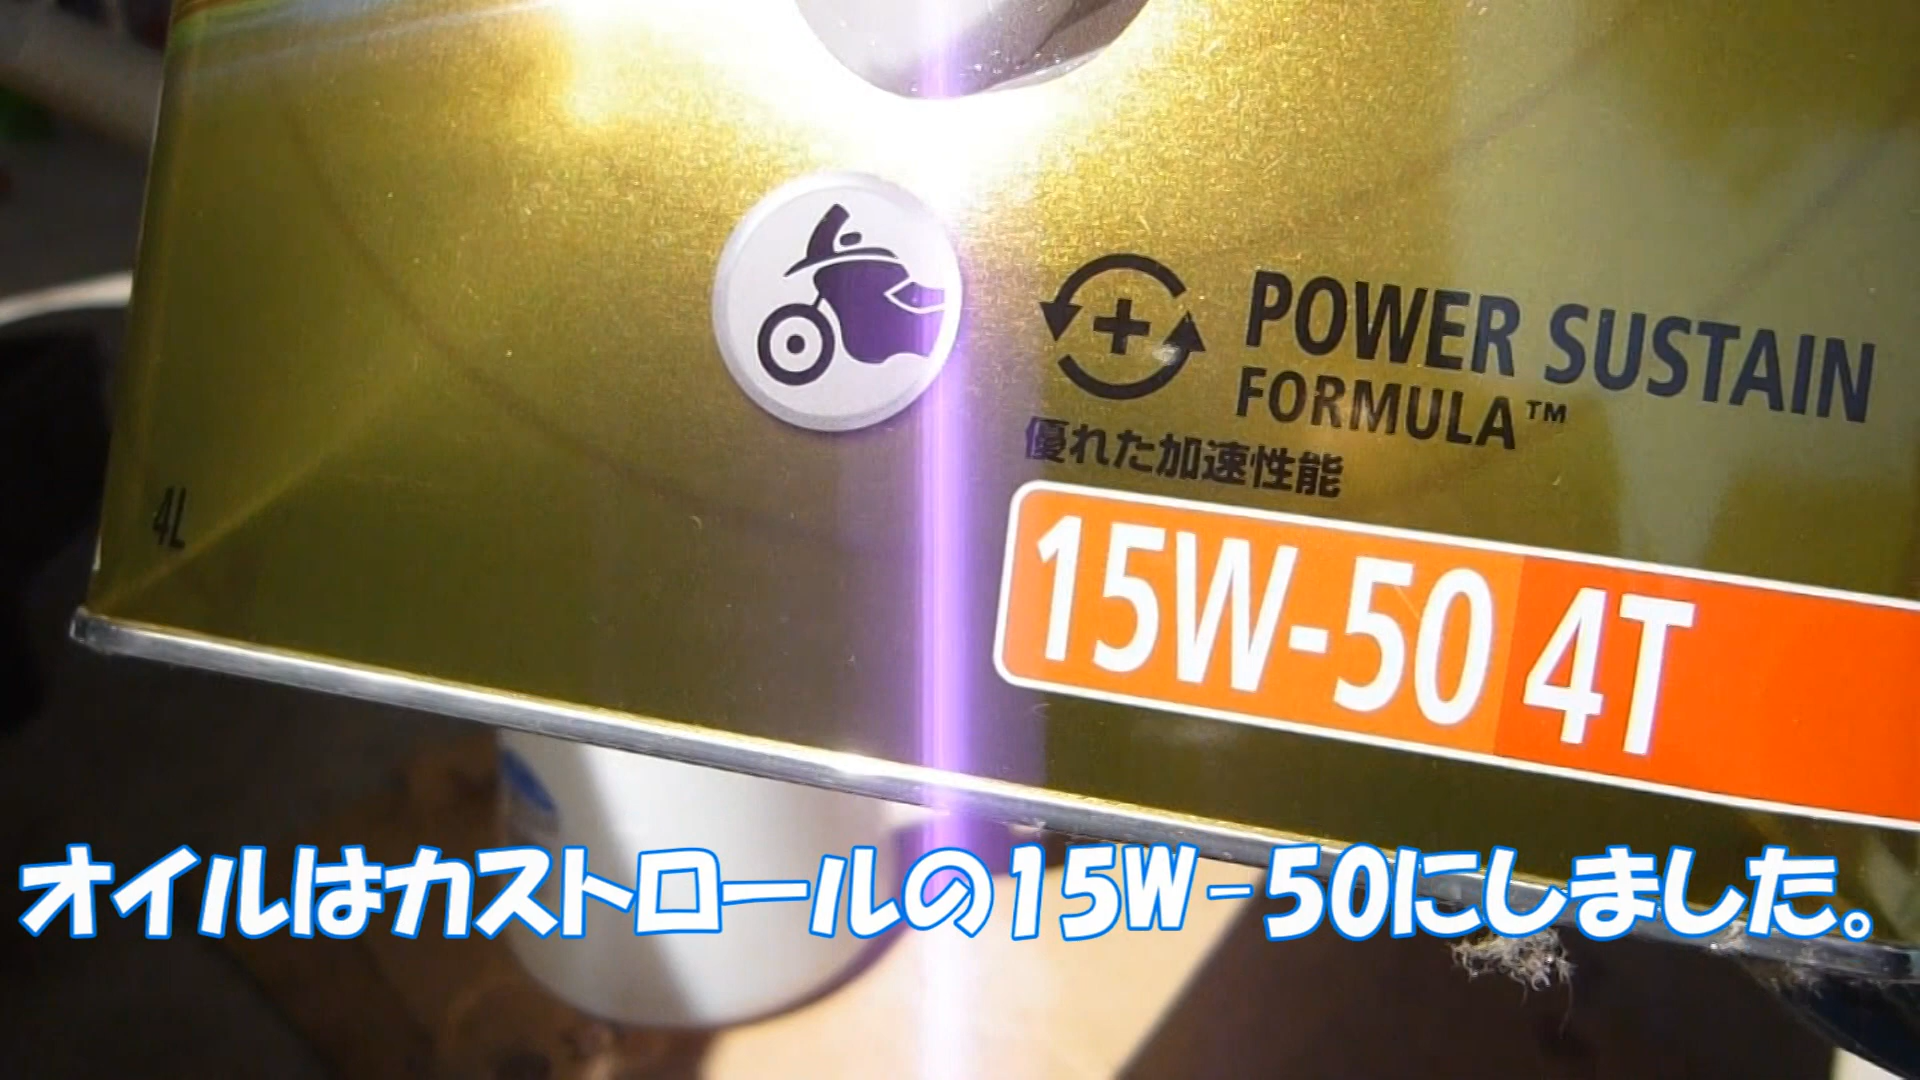 POWER SUSTAIN
FORMULA™
優れた加速性能
4L
15W-50 4T
オイルはカストロールの15W-50にしました。